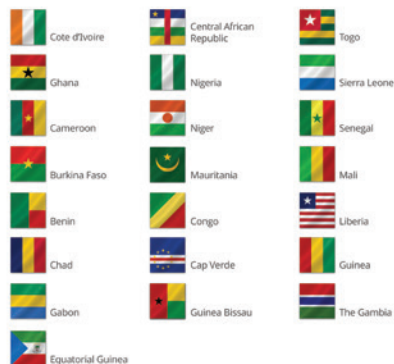 Cote d'Ivoire
Central African
Republic
Togo
Ghana
Nigeria
Sierra Leone
Cameroon
Niger
Senegal
Burkina Faso
Mauritania
Mali
Benin
Congo
Liberia
Chad
Cap Verde
Guinea
Gabon
Guinea Bissau
The Gambia
Equatorial Guinea